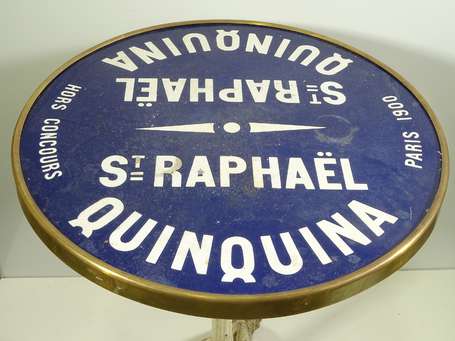 QUINQUINA
ST RAPHAËL
HORS CONCOURS
PARIS 1900
ST RAPHAËL
QUINQUINA